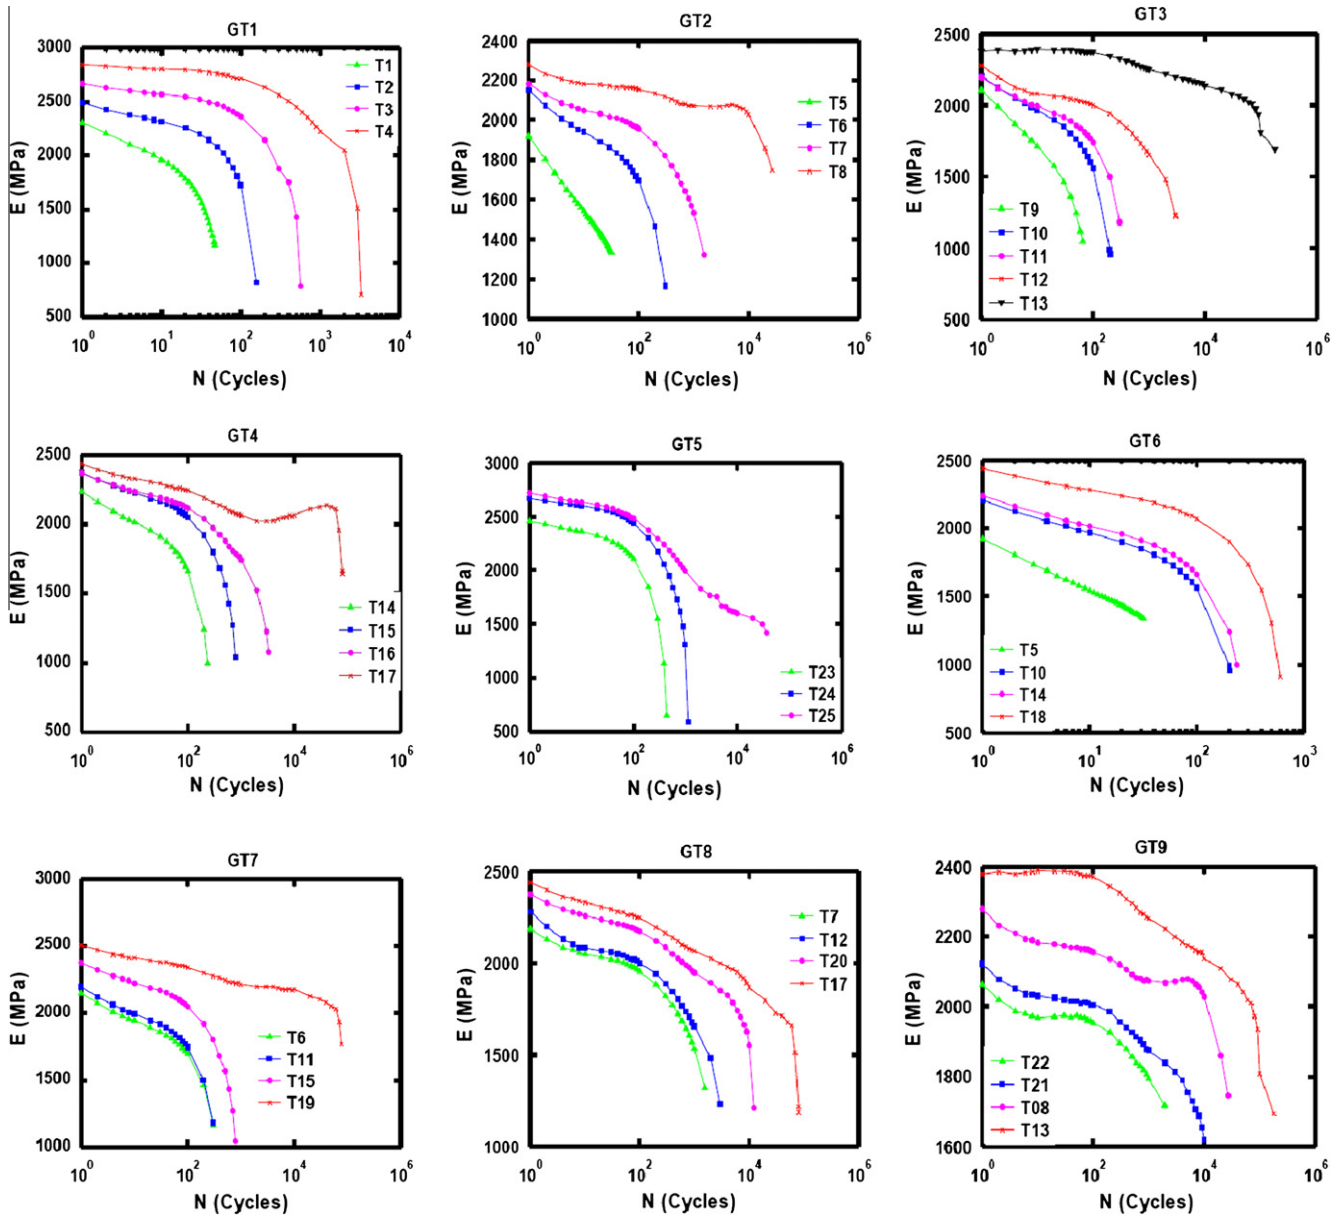 GT1
3000
2500
2000
1500
1000
500
E (MPa)
T1
T2
T3
T4
10^0 10^1 10^2 10^3 10^4
N (Cycles)
GT2
2400
2200
2000
1800
1600
1400
1200
1000
E (MPa)
T5
T6
T7
T8
10^0 10^2 10^4 10^6
N (Cycles)
GT3
2500
2000
1500
1000
500
E (MPa)
T9
T10
T11
T12
T13
10^0 10^2 10^4 10^6
N (Cycles)
GT4
2500
2000
1500
1000
500
E (MPa)
T14
T15
T16
T17
10^0 10^2 10^4 10^6
N (Cycles)
GT5
3000
2500
2000
1500
1000
500
E (MPa)
T23
T24
T25
10^0 10^2 10^4 10^6
N (Cycles)
GT6
2500
2000
1500
1000
500
E (MPa)
T5
T10
T14
T18
10^0 10^1 10^2 10^3
N (Cycles)
GT7
3000
2500
2000
1500
1000
E (MPa)
T6
T11
T15
T19
10^0 10^2 10^4 10^6
N (Cycles)
GT8
2500
2000
1500
1000
E (MPa)
T7
T12
T20
T17
10^0 10^2 10^4 10^6
N (Cycles)
GT9
2400
2200
2000
1800
1600
E (MPa)
T22
T21
T08
T13
10^0 10^2 10^4 10^6
N (Cycles)